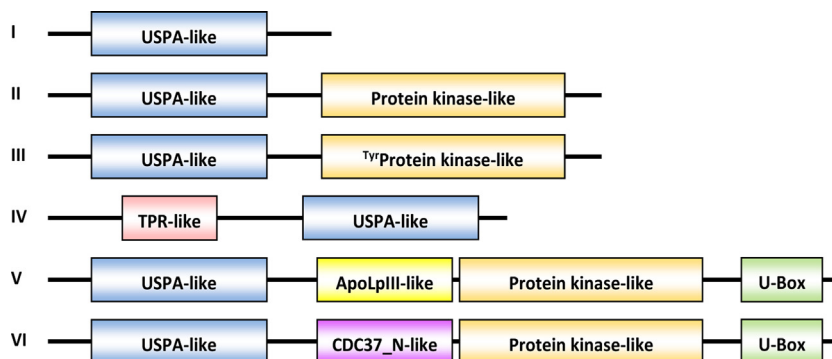 I USPA-like
II USPA-like Protein kinase-like
III USPA-like TyrProtein kinase-like
IV TPR-like USPA-like
V USPA-like ApoLpIII-like Protein kinase-like U-Box
VI USPA-like CDC37_N-like Protein kinase-like U-Box